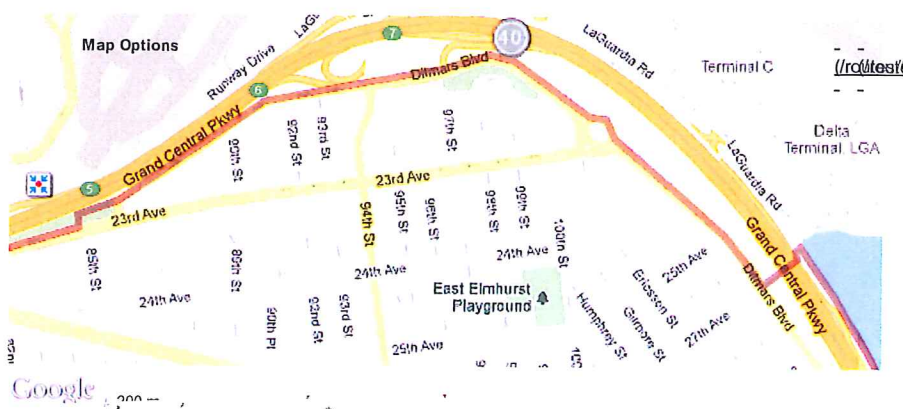 Map Options
Runway Drive
7
40
LaGuardia Rd
Terminal C
Ditmars Blvd
6
Grand Central Pkwy
90th St
92nd St
93rd St
97th St
LaGuardia Rd
Delta
Terminal, LGA
5
23rd Ave
23rd Ave
94th St
95th St
96th St
98th St
99th St
100th St
24th Ave
85th St
89th St
24th Ave
24th Ave
90th Pl
92nd St
93rd St
East Elmhurst
Playground
25th Ave
Humphrey St
Gilmore St
Ericsson St
25th Ave
27th Ave
Ditmars Blvd
Grand Central Pkwy
Google